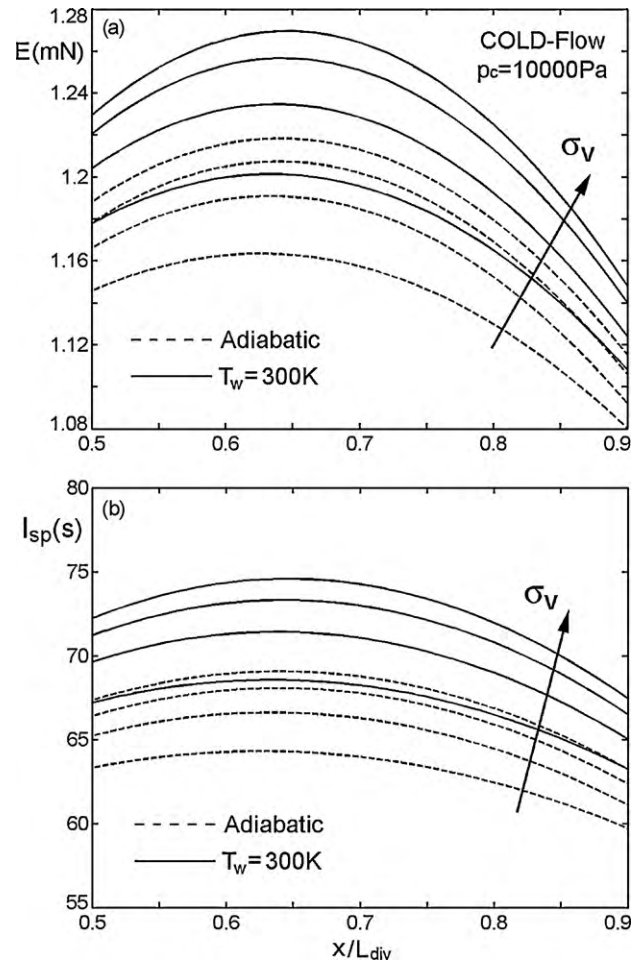 1.28
(a)
E(mN)
COLD-Flow
pc=10000Pa
1.24
σV
1.2
1.16
Adiabatic
1.12
Tw=300K
1.08
0.5 0.6 0.7 0.8 0.9
80
(b)
Isp(s)
75
σV
70
65
60
Adiabatic
Tw=300K
55
0.5 0.6 0.7 0.8 0.9
x/Ldiv